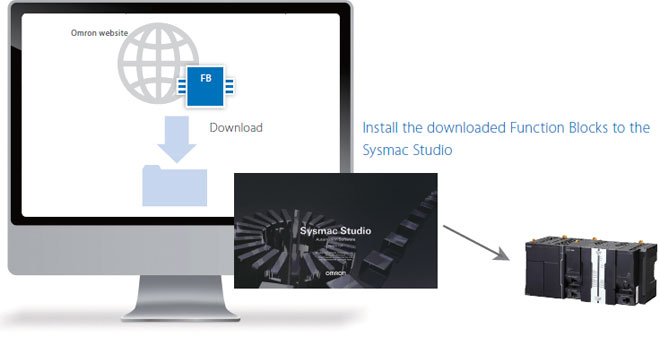 Omron website
FB
Download
Install the downloaded Function Blocks to the
Sysmac Studio
Sysmac Studio
Automation Software
OMRON